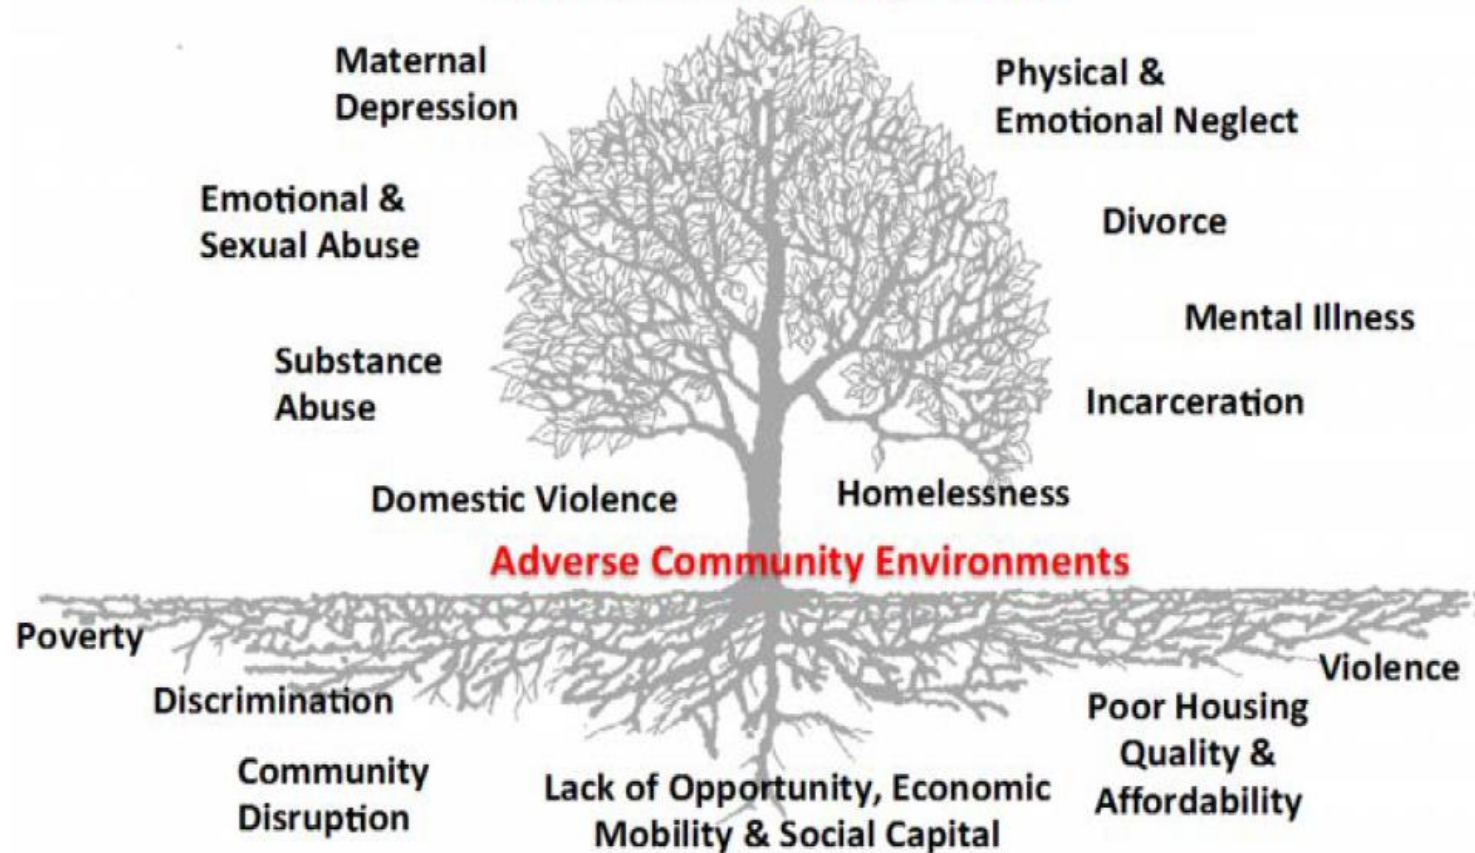 Maternal
Depression
Physical &
Emotional Neglect
Emotional &
Sexual Abuse
Divorce
Mental Illness
Substance
Abuse
Incarceration
Domestic Violence
Homelessness
Adverse Community Environments
Poverty
Violence
Discrimination
Poor Housing
Quality &
Affordability
Community
Disruption
Lack of Opportunity, Economic
Mobility & Social Capital